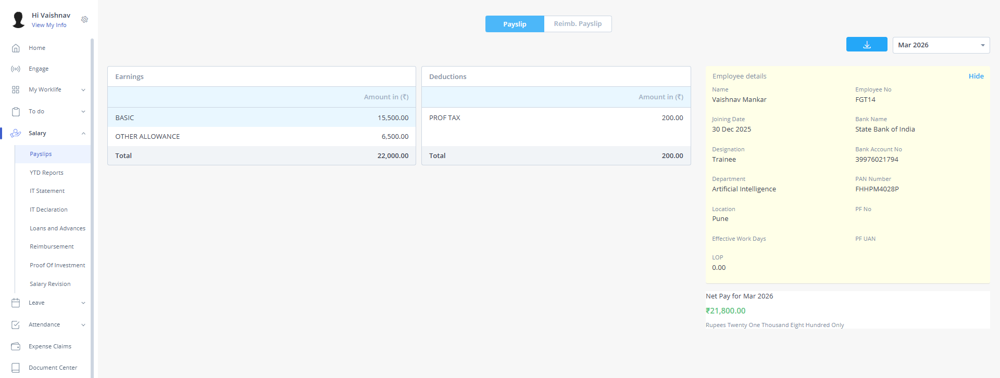 Hi Vaishnav
View My Info
Home
Engage
My Worklife
To do
Salary
Payslips
YTD Reports
IT Statement
IT Declaration
Loans and Advances
Reimbursement
Proof Of Investment
Salary Revision
Leave
Attendance
Expense Claims
Document Center
Payslip Reimb. Payslip
Mar 2026
Earnings
Amount in (₹)
BASIC 15,500.00
OTHER ALLOWANCE 6,500.00
Total 22,000.00
Deductions
Amount in (₹)
PROF TAX 200.00
Total 200.00
Employee details Hide
Name Employee No
Vaishnav Mankar FGT14
Joining Date Bank Name
30 Dec 2025 State Bank of India
Designation Bank Account No
Trainee 39976021794
Department PAN Number
Artificial Intelligence FHHPM4028P
Location PF No
Pune
Effective Work Days PF UAN
LOP
0.00
Net Pay for Mar 2026
₹21,800.00
Rupees Twenty One Thousand Eight Hundred Only